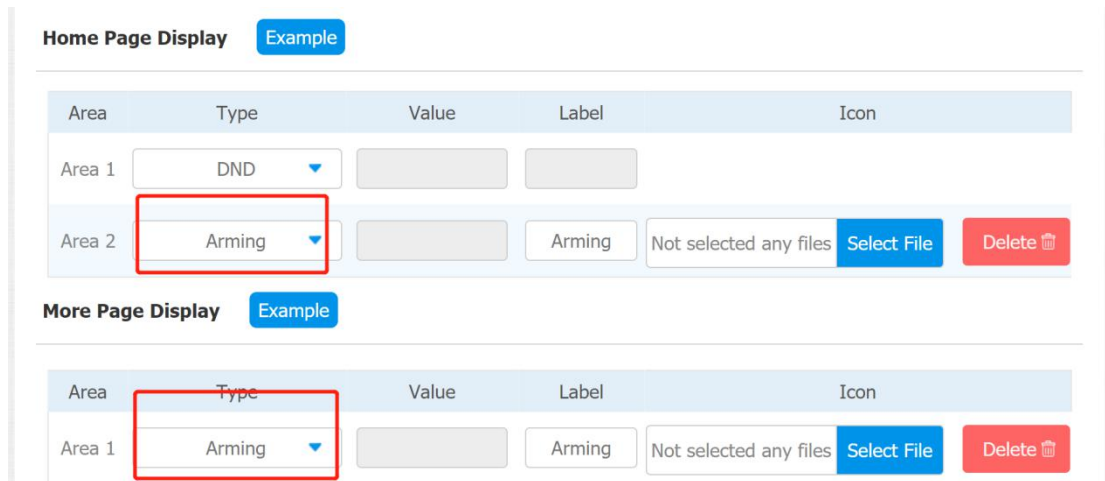 Home Page Display Example
Area Type Value Label Icon
Area 1 DND
Area 2 Arming Arming Not selected any files Select File Delete
More Page Display Example
Area Type Value Label Icon
Area 1 Arming Arming Not selected any files Select File Delete